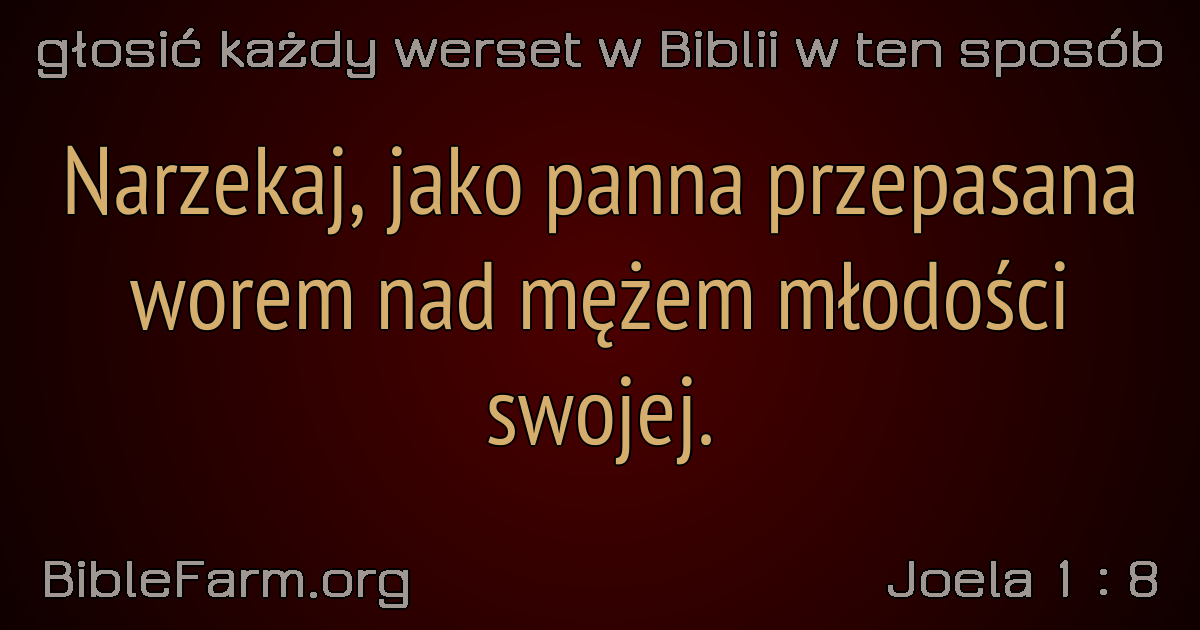 głosić każdy werset w Biblii w ten sposób
Narzekaj, jako panna przepasana
worem nad mężem młodości
swojej.
BibleFarm.org
Joela 1 : 8